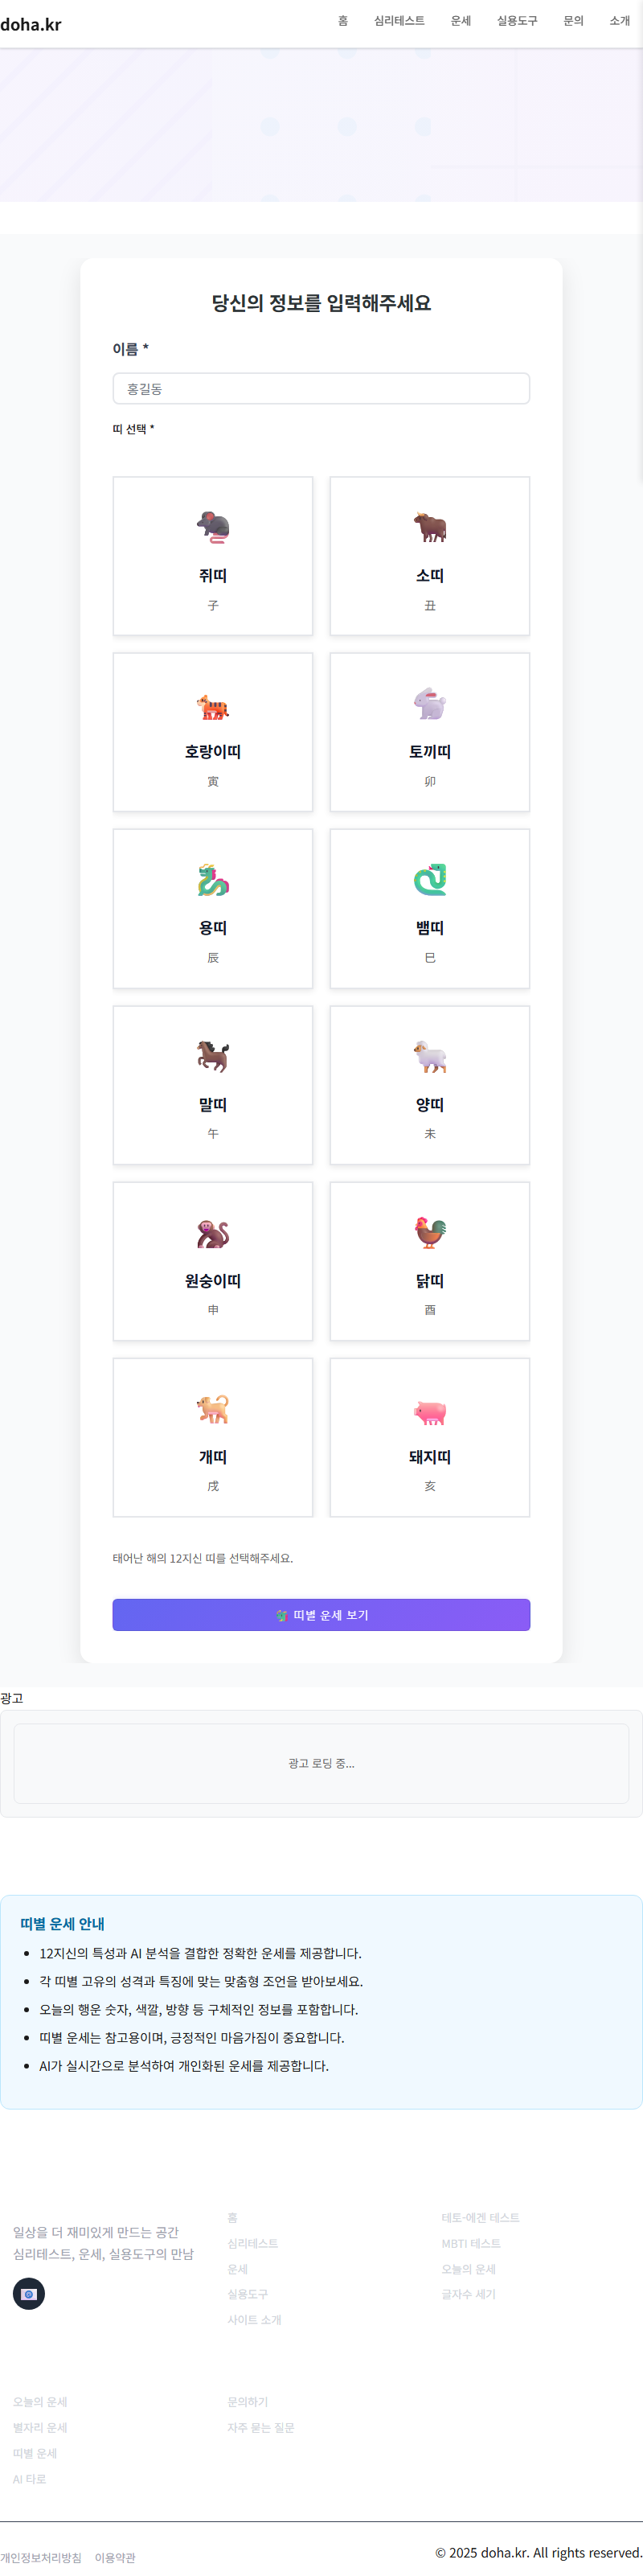 doha.kr
홈 심리테스트 운세 실용도구 문의 소개
당신의 정보를 입력해주세요
이름 *
홍길동
띠 선택 *
쥐띠 소띠
子 丑
호랑이띠 토끼띠
寅 卯
용띠 뱀띠
辰 巳
말띠 양띠
午 未
원숭이띠 닭띠
申 酉
개띠 돼지띠
戌 亥
태어난 해의 12지신 띠를 선택해주세요.
띠별 운세 보기
광고
광고 로딩 중...
띠별 운세 안내
12지신의 특성과 AI 분석을 결합한 정확한 운세를 제공합니다.
각 띠별 고유의 성격과 특징에 맞는 맞춤형 조언을 받아보세요.
오늘의 행운 숫자, 색깔, 방향 등 구체적인 정보를 포함합니다.
띠별 운세는 참고용이며, 긍정적인 마음가짐이 중요합니다.
AI가 실시간으로 분석하여 개인화된 운세를 제공합니다.
일상을 더 재미있게 만드는 공간
심리테스트, 운세, 실용도구의 만남
홈
심리테스트
운세
실용도구
사이트 소개
테토-에겐 테스트
MBTI 테스트
오늘의 운세
글자수 세기
오늘의 운세
별자리 운세
띠별 운세
AI 타로
문의하기
자주 묻는 질문
개인정보처리방침 이용약관
© 2025 doha.kr. All rights reserved.